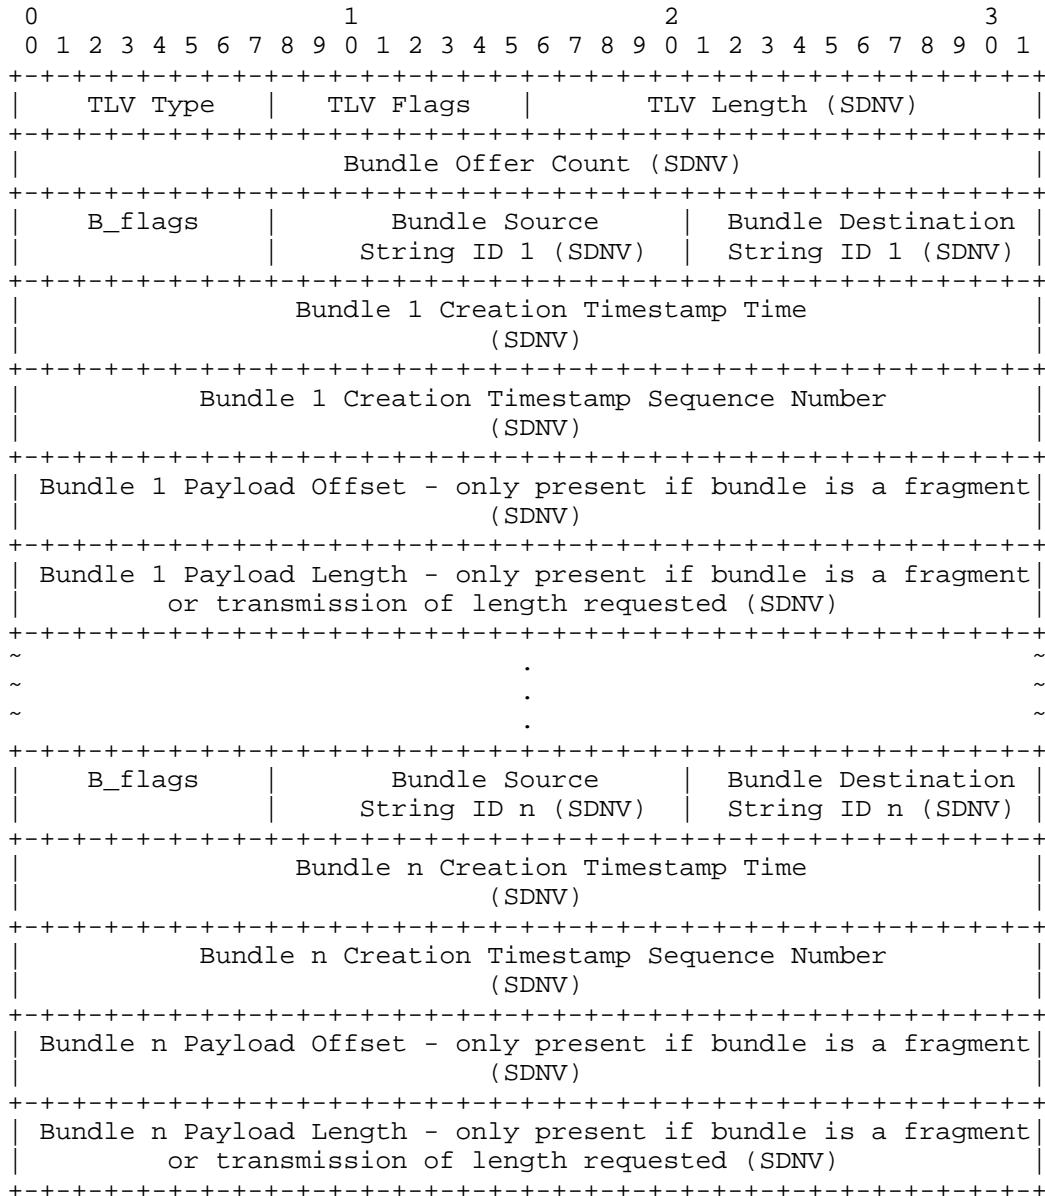 0                   1                   2                   3
 0 1 2 3 4 5 6 7 8 9 0 1 2 3 4 5 6 7 8 9 0 1 2 3 4 5 6 7 8 9 0 1
+-+-+-+-+-+-+-+-+-+-+-+-+-+-+-+-+-+-+-+-+-+-+-+-+-+-+-+-+-+-+-+-+
|    TLV Type   |   TLV Flags   |       TLV Length (SDNV)       |
+-+-+-+-+-+-+-+-+-+-+-+-+-+-+-+-+-+-+-+-+-+-+-+-+-+-+-+-+-+-+-+-+
|                    Bundle Offer Count (SDNV)                  |
+-+-+-+-+-+-+-+-+-+-+-+-+-+-+-+-+-+-+-+-+-+-+-+-+-+-+-+-+-+-+-+-+
|    B_flags    |       Bundle Source     |  Bundle Destination |
|               |     String ID 1 (SDNV)  |  String ID 1 (SDNV) |
+-+-+-+-+-+-+-+-+-+-+-+-+-+-+-+-+-+-+-+-+-+-+-+-+-+-+-+-+-+-+-+-+
|                 Bundle 1 Creation Timestamp Time              |
|                             (SDNV)                            |
+-+-+-+-+-+-+-+-+-+-+-+-+-+-+-+-+-+-+-+-+-+-+-+-+-+-+-+-+-+-+-+-+
|           Bundle 1 Creation Timestamp Sequence Number         |
|                             (SDNV)                            |
+-+-+-+-+-+-+-+-+-+-+-+-+-+-+-+-+-+-+-+-+-+-+-+-+-+-+-+-+-+-+-+-+
| Bundle 1 Payload Offset - only present if bundle is a fragment|
|                             (SDNV)                            |
+-+-+-+-+-+-+-+-+-+-+-+-+-+-+-+-+-+-+-+-+-+-+-+-+-+-+-+-+-+-+-+-+
| Bundle 1 Payload Length - only present if bundle is a fragment|
|         or transmission of length requested (SDNV)            |
+-+-+-+-+-+-+-+-+-+-+-+-+-+-+-+-+-+-+-+-+-+-+-+-+-+-+-+-+-+-+-+-+
~                               .                               ~
~                               .                               ~
~                               .                               ~
+-+-+-+-+-+-+-+-+-+-+-+-+-+-+-+-+-+-+-+-+-+-+-+-+-+-+-+-+-+-+-+-+
|    B_flags    |       Bundle Source     |  Bundle Destination |
|               |     String ID n (SDNV)  |  String ID n (SDNV) |
+-+-+-+-+-+-+-+-+-+-+-+-+-+-+-+-+-+-+-+-+-+-+-+-+-+-+-+-+-+-+-+-+
|                 Bundle n Creation Timestamp Time              |
|                             (SDNV)                            |
+-+-+-+-+-+-+-+-+-+-+-+-+-+-+-+-+-+-+-+-+-+-+-+-+-+-+-+-+-+-+-+-+
|           Bundle n Creation Timestamp Sequence Number         |
|                             (SDNV)                            |
+-+-+-+-+-+-+-+-+-+-+-+-+-+-+-+-+-+-+-+-+-+-+-+-+-+-+-+-+-+-+-+-+
| Bundle n Payload Offset - only present if bundle is a fragment|
|                             (SDNV)                            |
+-+-+-+-+-+-+-+-+-+-+-+-+-+-+-+-+-+-+-+-+-+-+-+-+-+-+-+-+-+-+-+-+
| Bundle n Payload Length - only present if bundle is a fragment|
|         or transmission of length requested (SDNV)            |
+-+-+-+-+-+-+-+-+-+-+-+-+-+-+-+-+-+-+-+-+-+-+-+-+-+-+-+-+-+-+-+-+